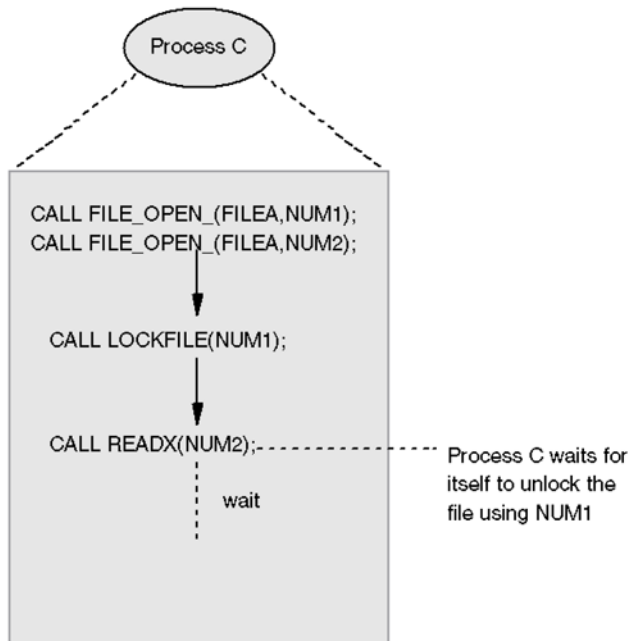 Process C
CALL FILE_OPEN_(FILEA,NUM1);
CALL FILE_OPEN_(FILEA,NUM2);
CALL LOCKFILE(NUM1);
CALL READX(NUM2);
Process C waits for
itself to unlock the
file using NUM1
wait